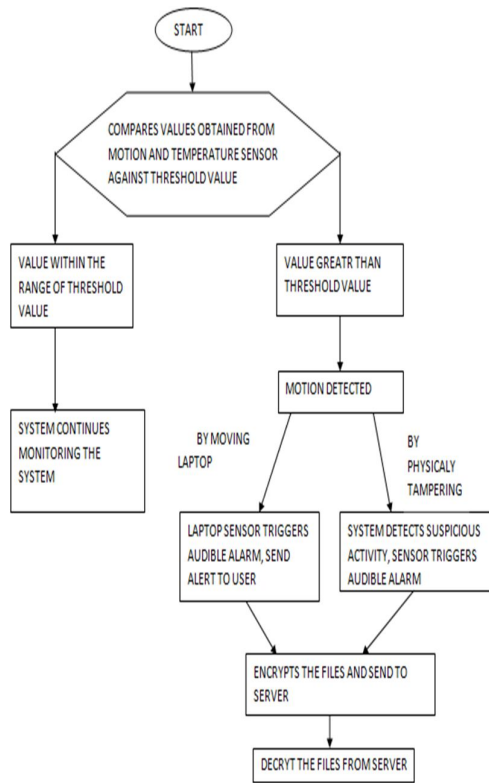 START
COMPARES VALUES OBTAINED FROM
MOTION AND TEMPERATURE SENSOR
AGAINST THRESHOLD VALUE
VALUE WITHIN THE
RANGE OF THRESHOLD
VALUE
VALUE GREATR THAN
THRESHOLD VALUE
MOTION DETECTED
SYSTEM CONTINUES
MONITORING THE
SYSTEM
BY MOVING
LAPTOP
BY
PHYSICALY
TAMPERING
LAPTOP SENSOR TRIGGERS
AUDIBLE ALARM, SEND
ALERT TO USER
SYSTEM DETECTS SUSPICIOUS
ACTIVITY, SENSOR TRIGGERS
AUDIBLE ALARM
ENCRYPTS THE FILES AND SEND TO
SERVER
DECRYT THE FILES FROM SERVER